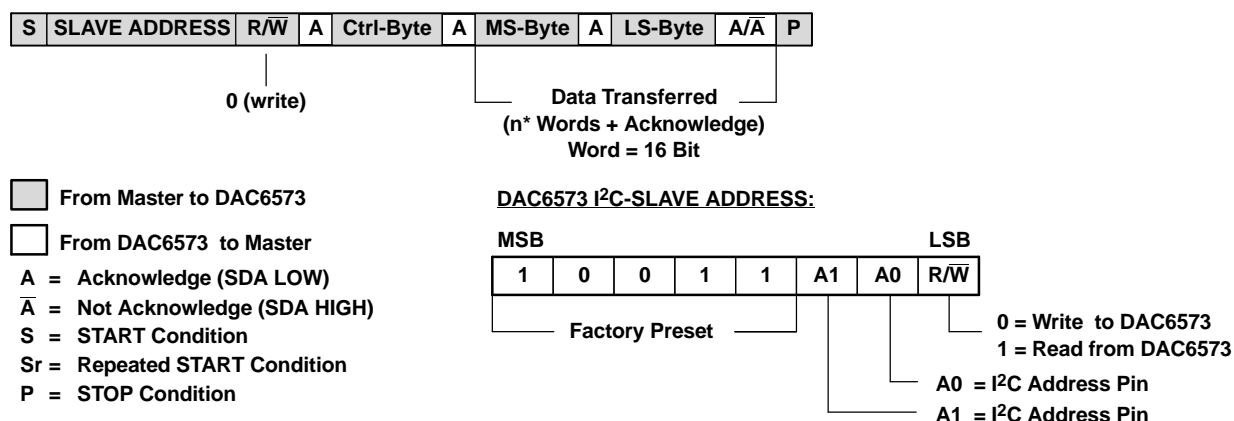 S SLAVE ADDRESS R/W̅ A Ctrl-Byte A MS-Byte A LS-Byte A/A̅ P
0 (write)
Data Transferred
(n* Words + Acknowledge)
Word = 16 Bit
From Master to DAC6573
From DAC6573 to Master
A = Acknowledge (SDA LOW)
A̅ = Not Acknowledge (SDA HIGH)
S = START Condition
Sr = Repeated START Condition
P = STOP Condition
DAC6573 I²C-SLAVE ADDRESS:
MSB LSB
1 0 0 1 1 A1 A0 R/W̅
Factory Preset
0 = Write to DAC6573
1 = Read from DAC6573
A0 = I²C Address Pin
A1 = I²C Address Pin